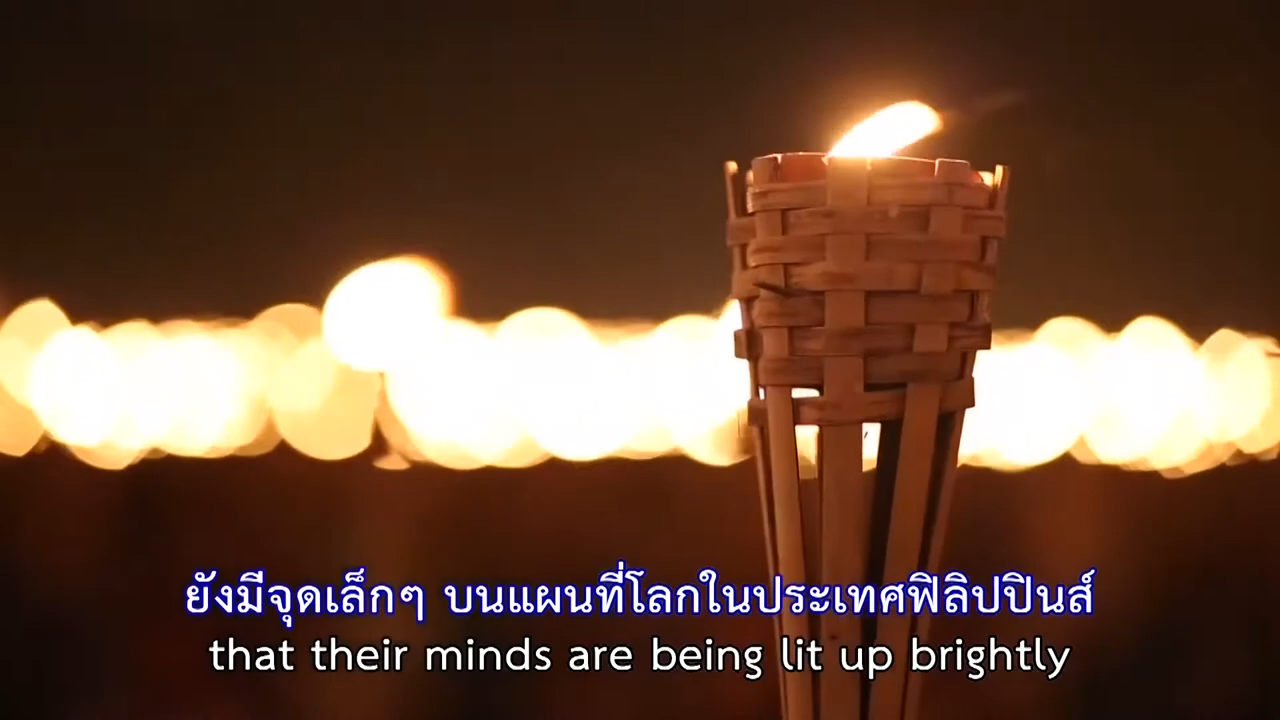 ยังมีจุดเล็กๆ บนแผนที่โลกในประเทศฟิลิปปินส์
that their minds are being lit up brightly